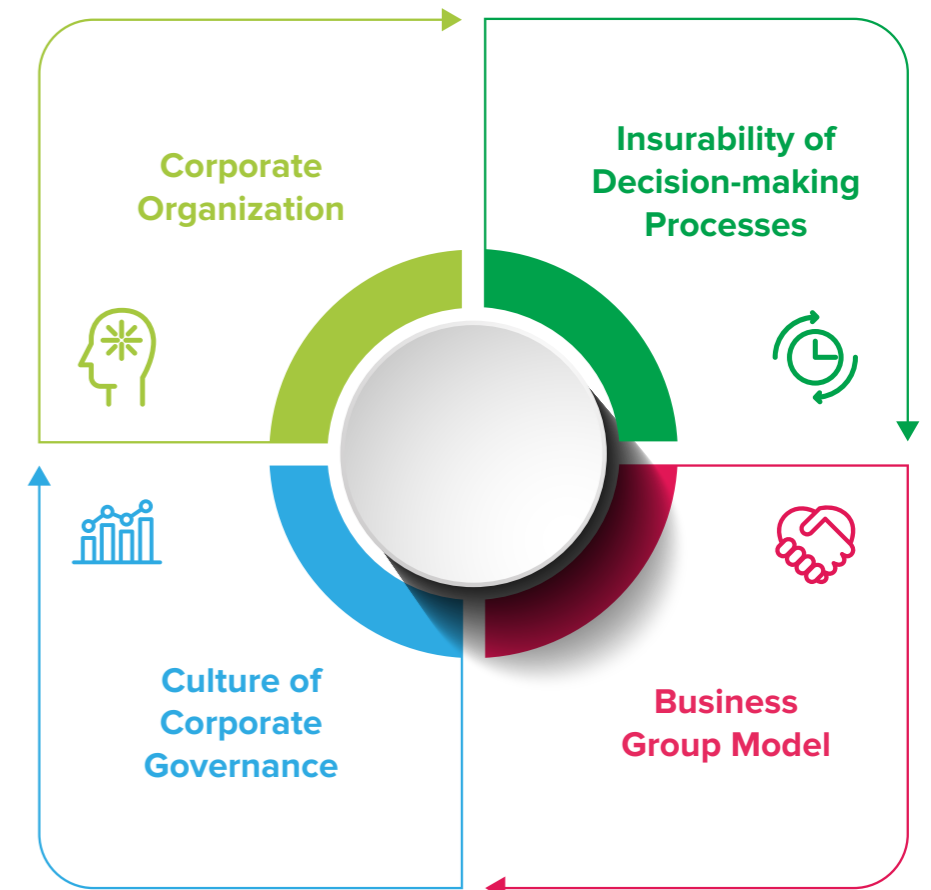 Corporate
Organization
Insurability of
Decision-making
Processes
Culture of
Corporate
Governance
Business
Group Model